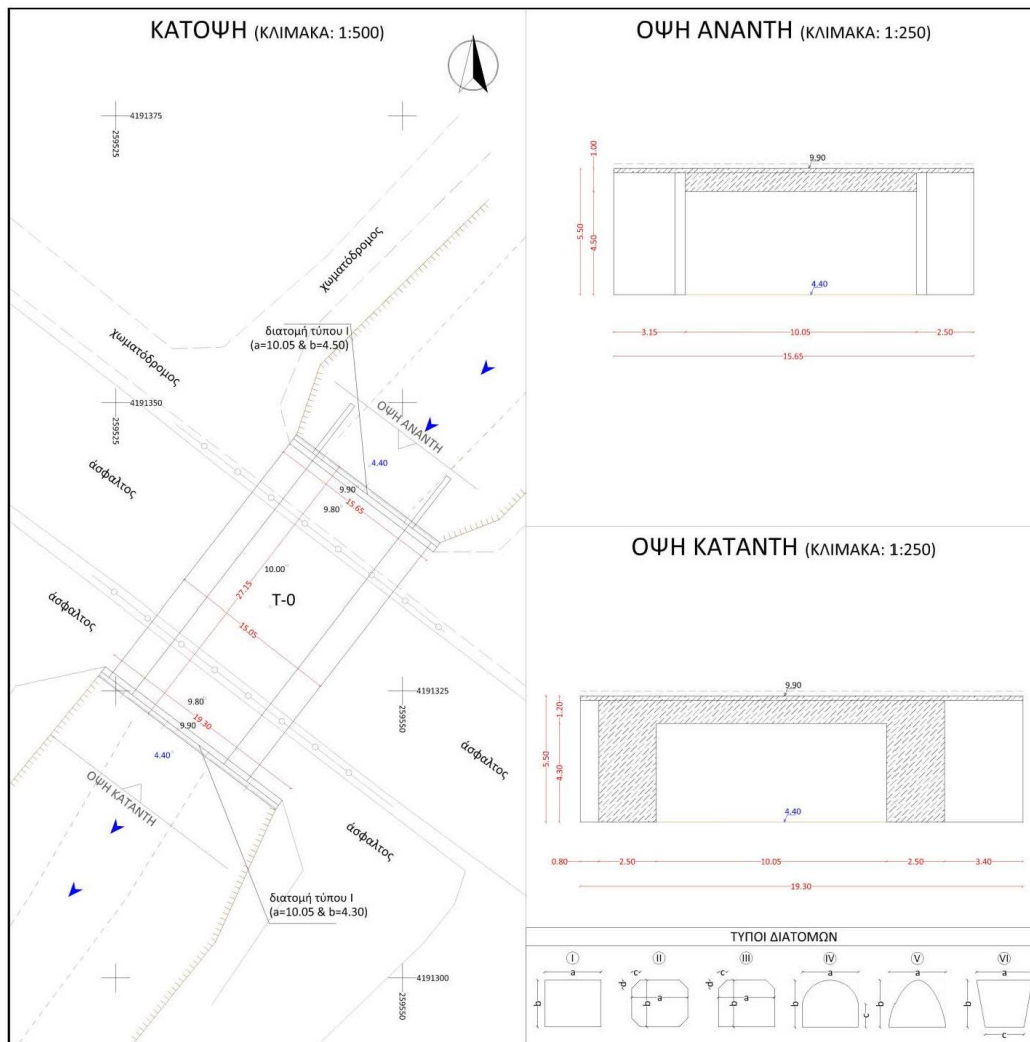 ΚΑΤΟΨΗ (ΚΛΙΜΑΚΑ: 1:500)
4191375
259525
χωματόδρομος
χωματόδρομος
διατομή τύπου Ι
(a=10.05 & b=4.50)
4191350
259525
ΟΨΗ ΑΝΑΝΤΗ
άσφαλτος
4.40
9.90
9.80
15.65
10.00
27.15
T-0
15.05
άσφαλτος
9.80
19.30
9.90
4191325
259550
4.40
άσφαλτος
ΟΨΗ ΚΑΤΑΝΤΗ
άσφαλτος
διατομή τύπου Ι
(a=10.05 & b=4.30)
4191300
259550
ΟΨΗ ΑΝΑΝΤΗ (ΚΛΙΜΑΚΑ: 1:250)
9.90
1.00
5.50
4.50
4.40
3.15 10.05 2.50
15.65
ΟΨΗ ΚΑΤΑΝΤΗ (ΚΛΙΜΑΚΑ: 1:250)
9.90
1.20
5.50
4.30
4.40
0.80 2.50 10.05 2.50 3.40
19.30
ΤΥΠΟΙ ΔΙΑΤΟΜΩΝ
I II III IV V VI
a b
c d b a
c d b a
a b c
a b
a b c